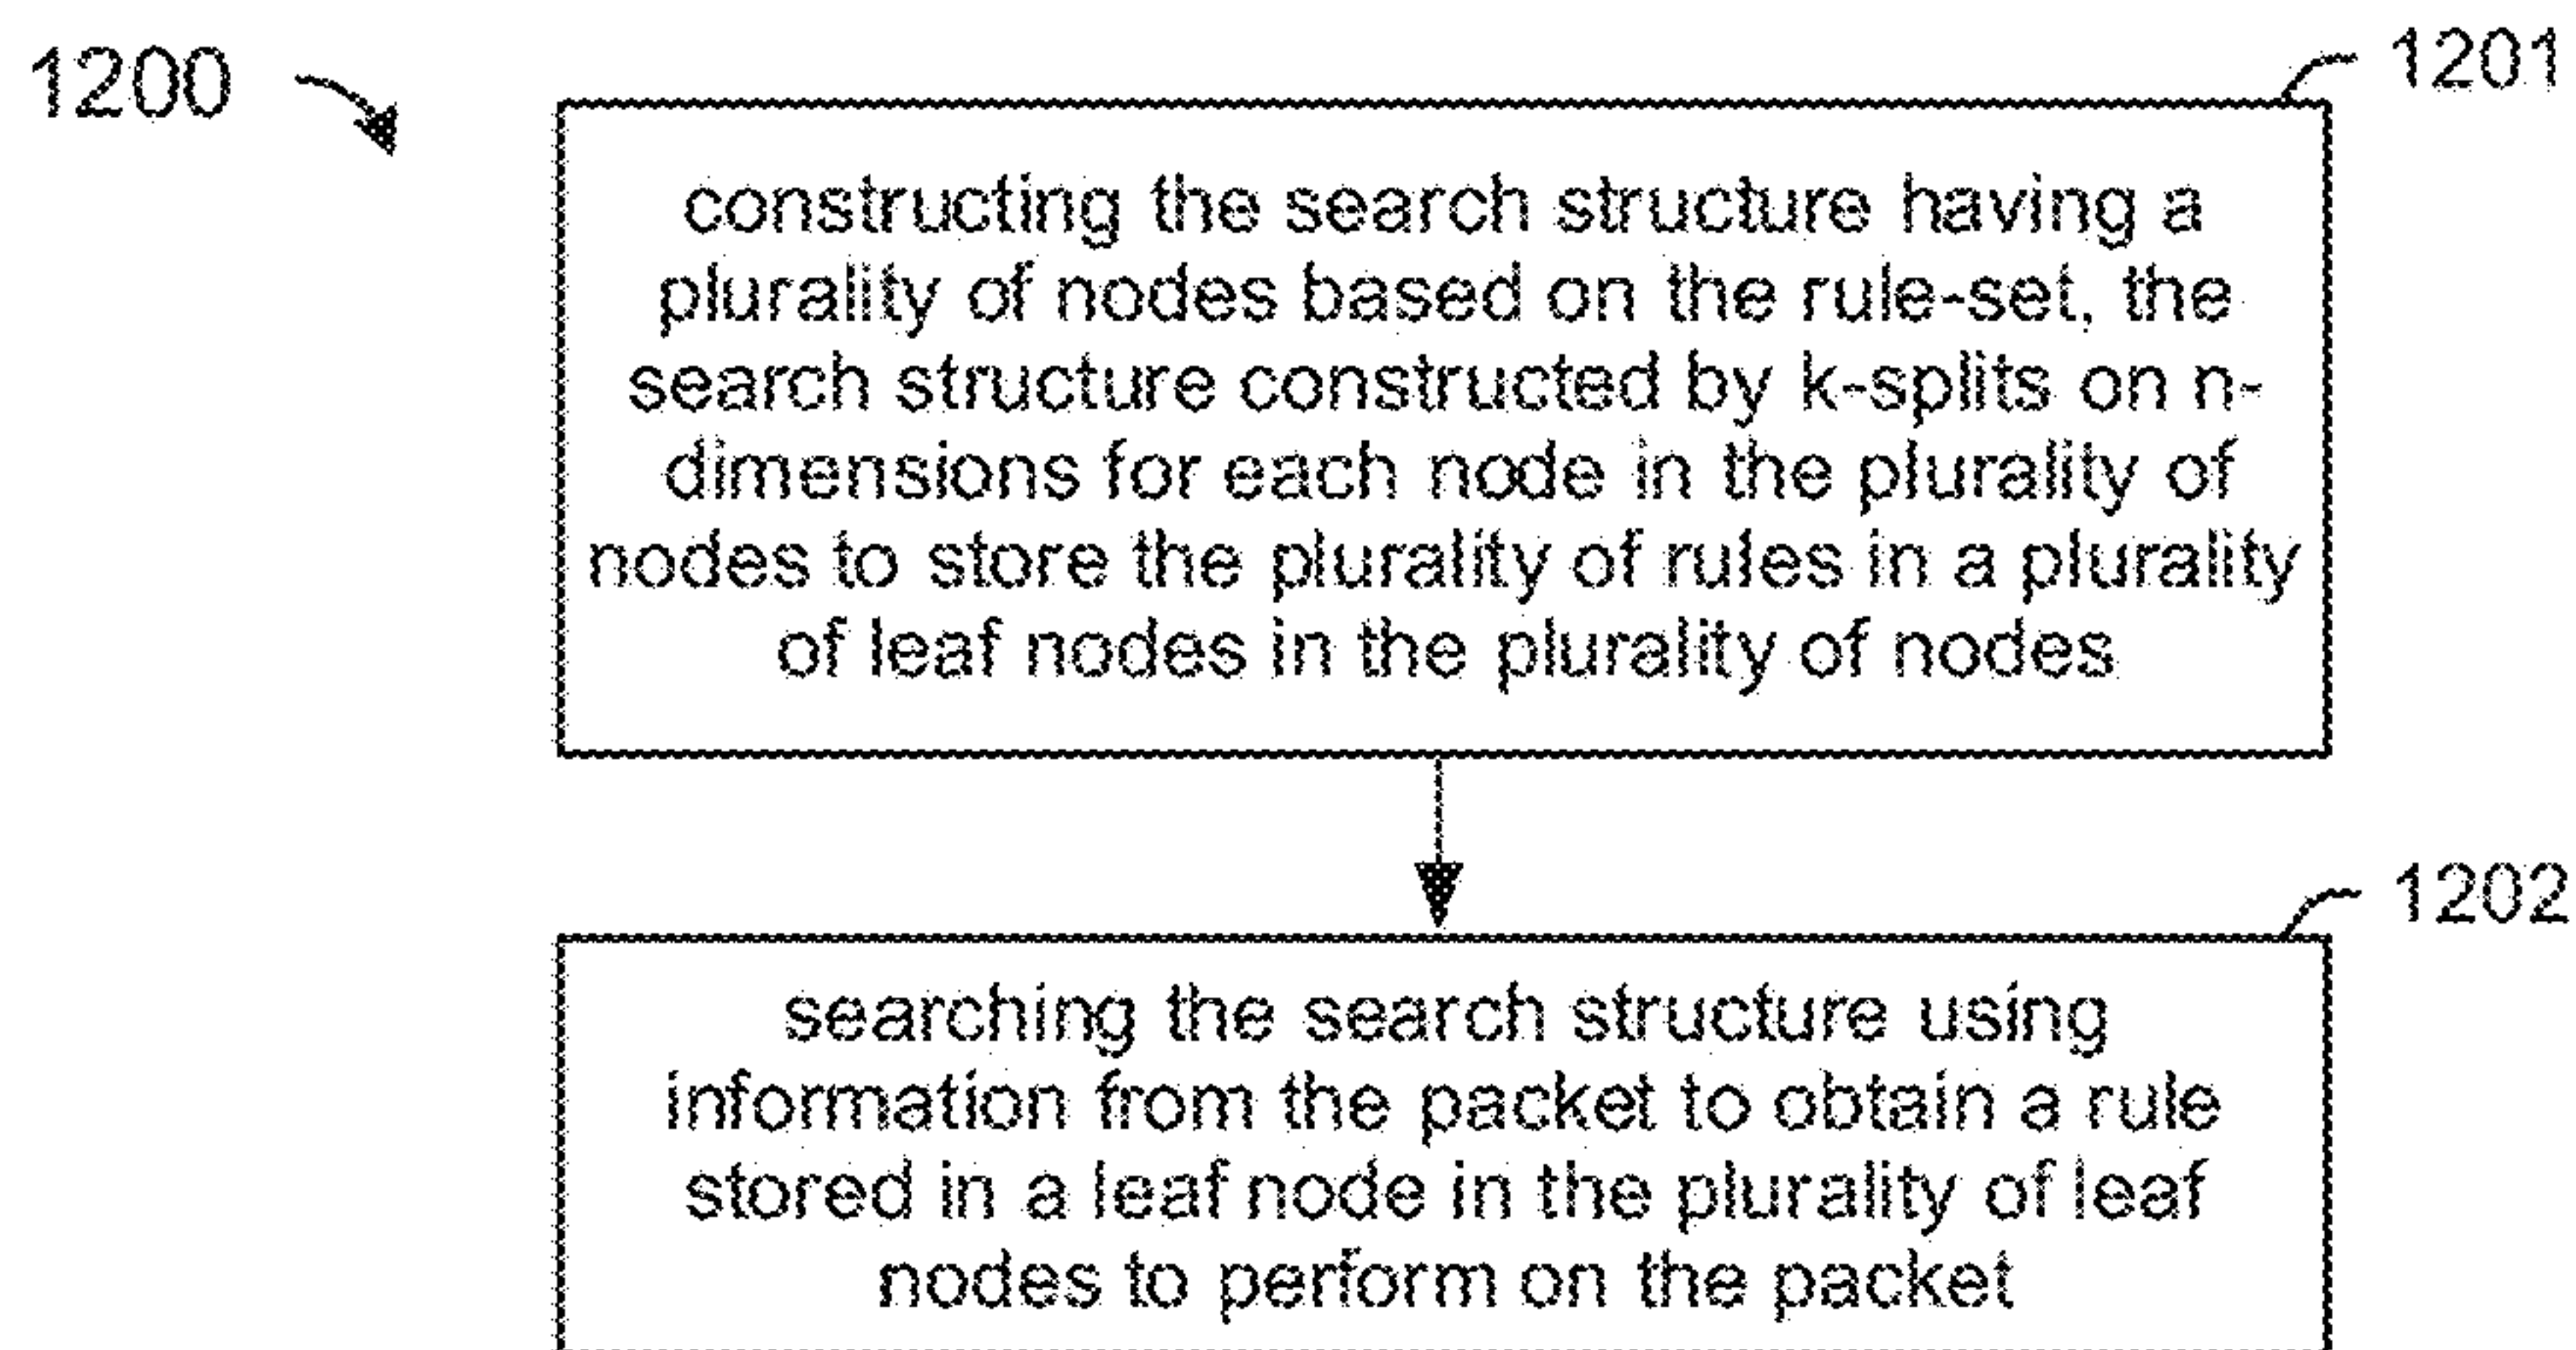 1200
1201
constructing the search structure having a
plurality of nodes based on the rule-set, the
search structure constructed by k-splits on n-
dimensions for each node in the plurality of
nodes to store the plurality of rules in a plurality
of leaf nodes in the plurality of nodes
1202
searching the search structure using
information from the packet to obtain a rule
stored in a leaf node in the plurality of leaf
nodes to perform on the packet